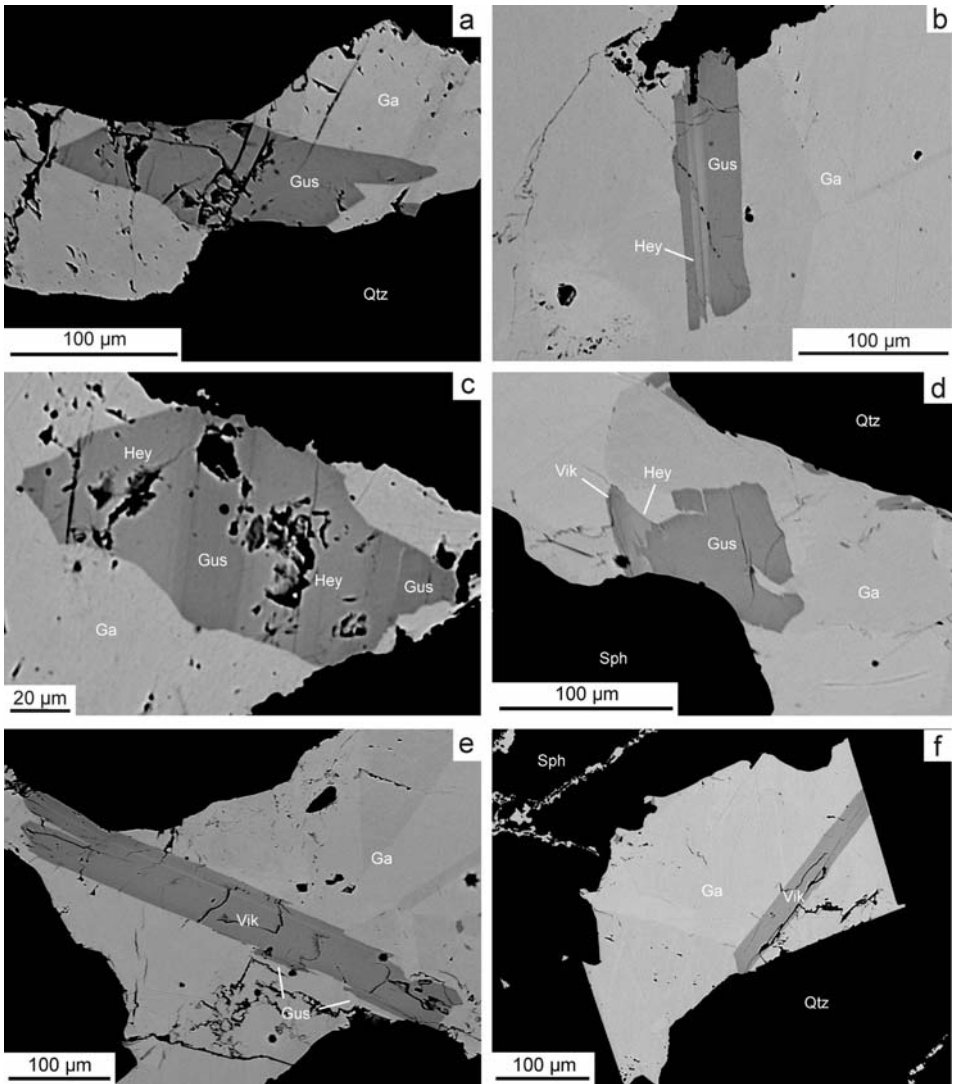 a
Ga
Gus
Qtz
100 µm
b
Gus
Ga
Hey
100 µm
c
Hey
Gus
Hey
Gus
Ga
20 µm
d
Qtz
Vik
Hey
Gus
Ga
Sph
100 µm
e
Ga
Vik
Gus
100 µm
f
Sph
Ga
Vik
Qtz
100 µm